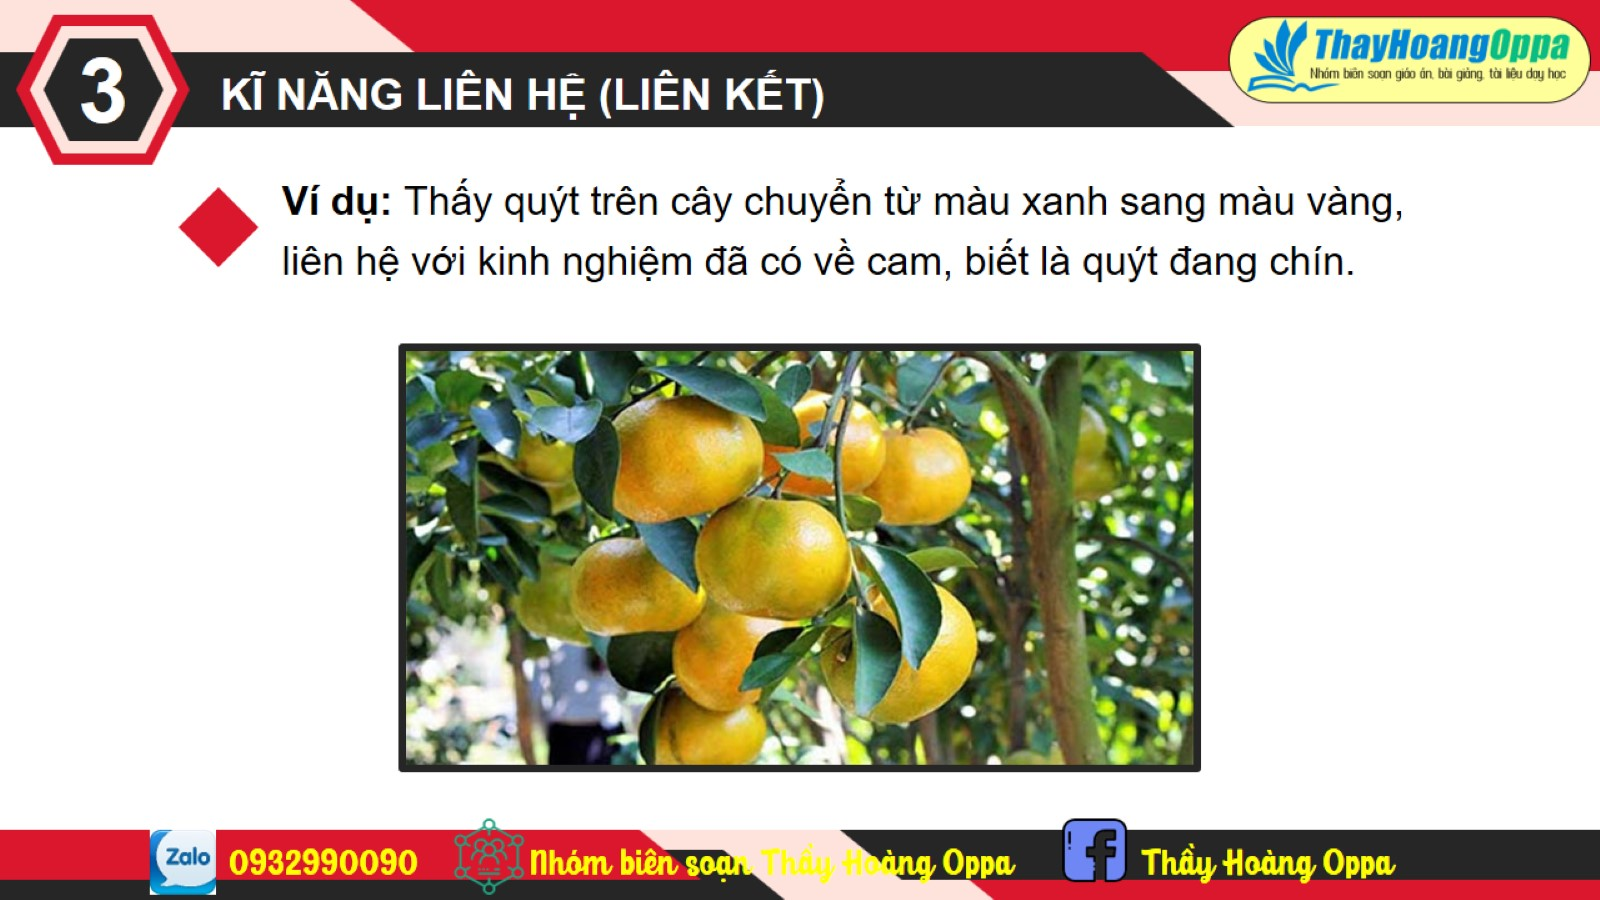 3
KĨ NĂNG LIÊN HỆ (LIÊN KẾT)
ThayHoangOppa
Nhóm biên soạn giáo án, bài giảng, tài liệu dạy học
Ví dụ: Thấy quýt trên cây chuyển từ màu xanh sang màu vàng,
liên hệ với kinh nghiệm đã có về cam, biết là quýt đang chín.
Zalo 0932990090
Nhóm biên soạn Thầy Hoàng Oppa
f Thầy Hoàng Oppa